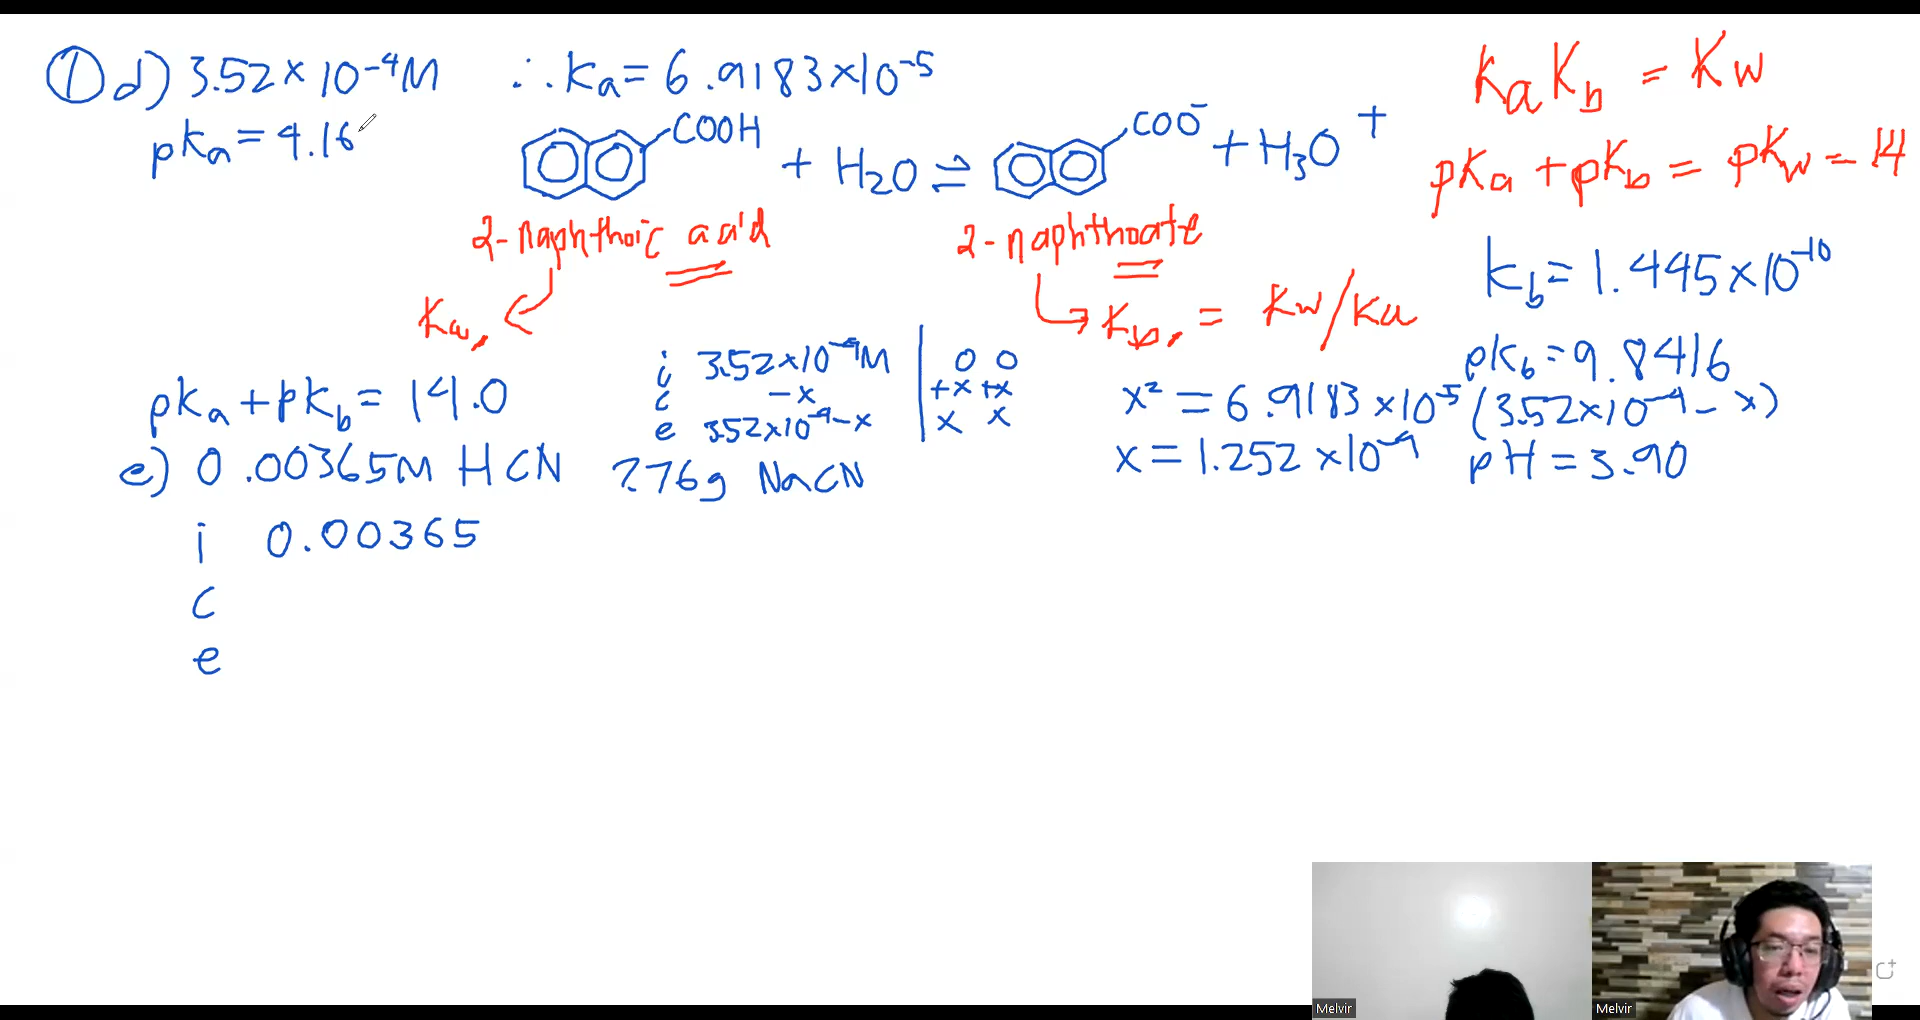 ① d) 3.52 × 10⁻⁴ M ∴ Ka = 6.9183 × 10⁻⁵
pKa = 4.16
COOH + H₂O ⇌ COO⁻ + H₃O⁺
2-naphthoic acid
2-naphthoate
Ka
Kb = Kw/Ka
KaKb = Kw
pKa + pKb = pKw = 14
Kb = 1.445 × 10⁻¹⁰
pKb = 9.8416
pKa + pKb = 14.0
i 3.52 × 10⁻⁴ M | 0 0
c -x | +x +x
e 3.52 × 10⁻⁴ - x | x x
x² = 6.9183 × 10⁻⁵ (3.52 × 10⁻⁴ - x)
x = 1.252 × 10⁻⁴ pH = 3.90
e) 0.00365 M HCN 7.76g NaCN
i 0.00365
c
e
Melvir
Melvir